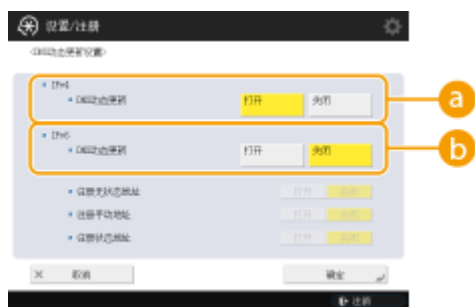 设置/注册
<DNS动态更新设置>
IPv4
DNS动态更新
打开
关闭
a
IPv6
DNS动态更新
打开
关闭
b
注册无状态地址
打开
关闭
注册手动地址
打开
关闭
注册状态地址
打开
关闭
取消
确定
注销